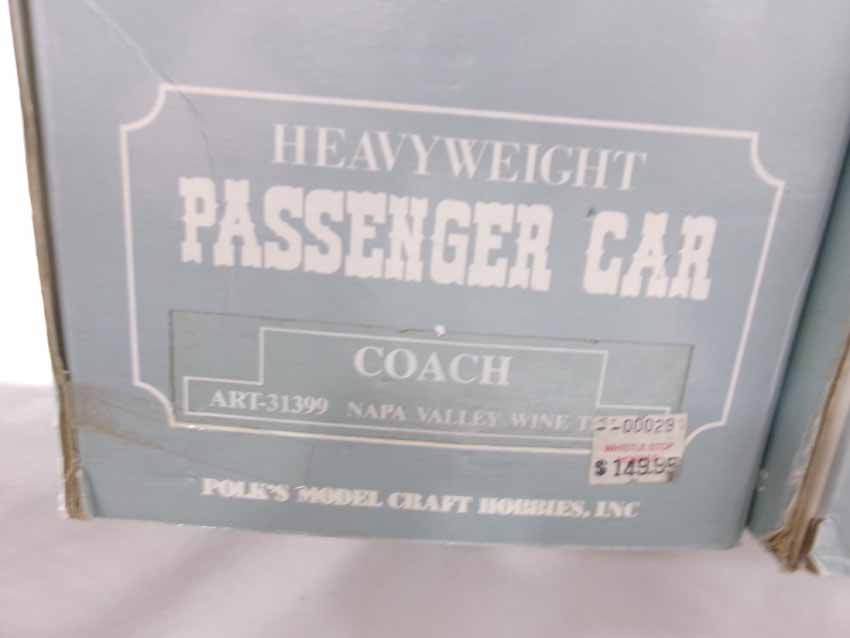 HEAVYWEIGHT
PASSENGER CAR
COACH
ART-31399 NAPA VALLEY WINE
00029
WHISTLE STOP
$149.95
POLK'S MODEL CRAFT HOBBIES, INC